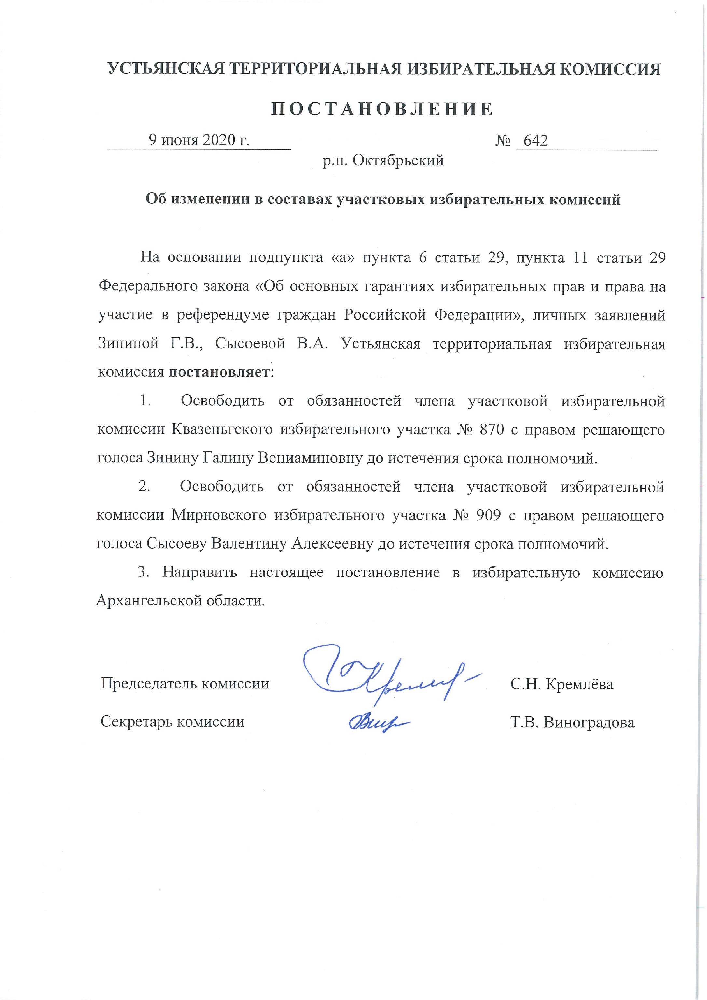 УСТЬЯНСКАЯ ТЕРРИТОРИАЛЬНАЯ ИЗБИРАТЕЛЬНАЯ КОМИССИЯ
ПОСТАНОВЛЕНИЕ
9 июня 2020 г. № 642
р.п. Октябрьский
Об изменении в составах участковых избирательных комиссий
На основании подпункта «а» пункта 6 статьи 29, пункта 11 статьи 29
Федерального закона «Об основных гарантиях избирательных прав и права на
участие в референдуме граждан Российской Федерации», личных заявлений
Зининой Г.В., Сысоевой В.А. Устьянская территориальная избирательная
комиссия постановляет:
1. Освободить от обязанностей члена участковой избирательной
комиссии Квазеньгского избирательного участка № 870 с правом решающего
голоса Зинину Галину Вениаминовну до истечения срока полномочий.
2. Освободить от обязанностей члена участковой избирательной
комиссии Мирновского избирательного участка № 909 с правом решающего
голоса Сысоеву Валентину Алексеевну до истечения срока полномочий.
3. Направить настоящее постановление в избирательную комиссию
Архангельской области.
Председатель комиссии С.Н. Кремлёва
Секретарь комиссии Т.В. Виноградова